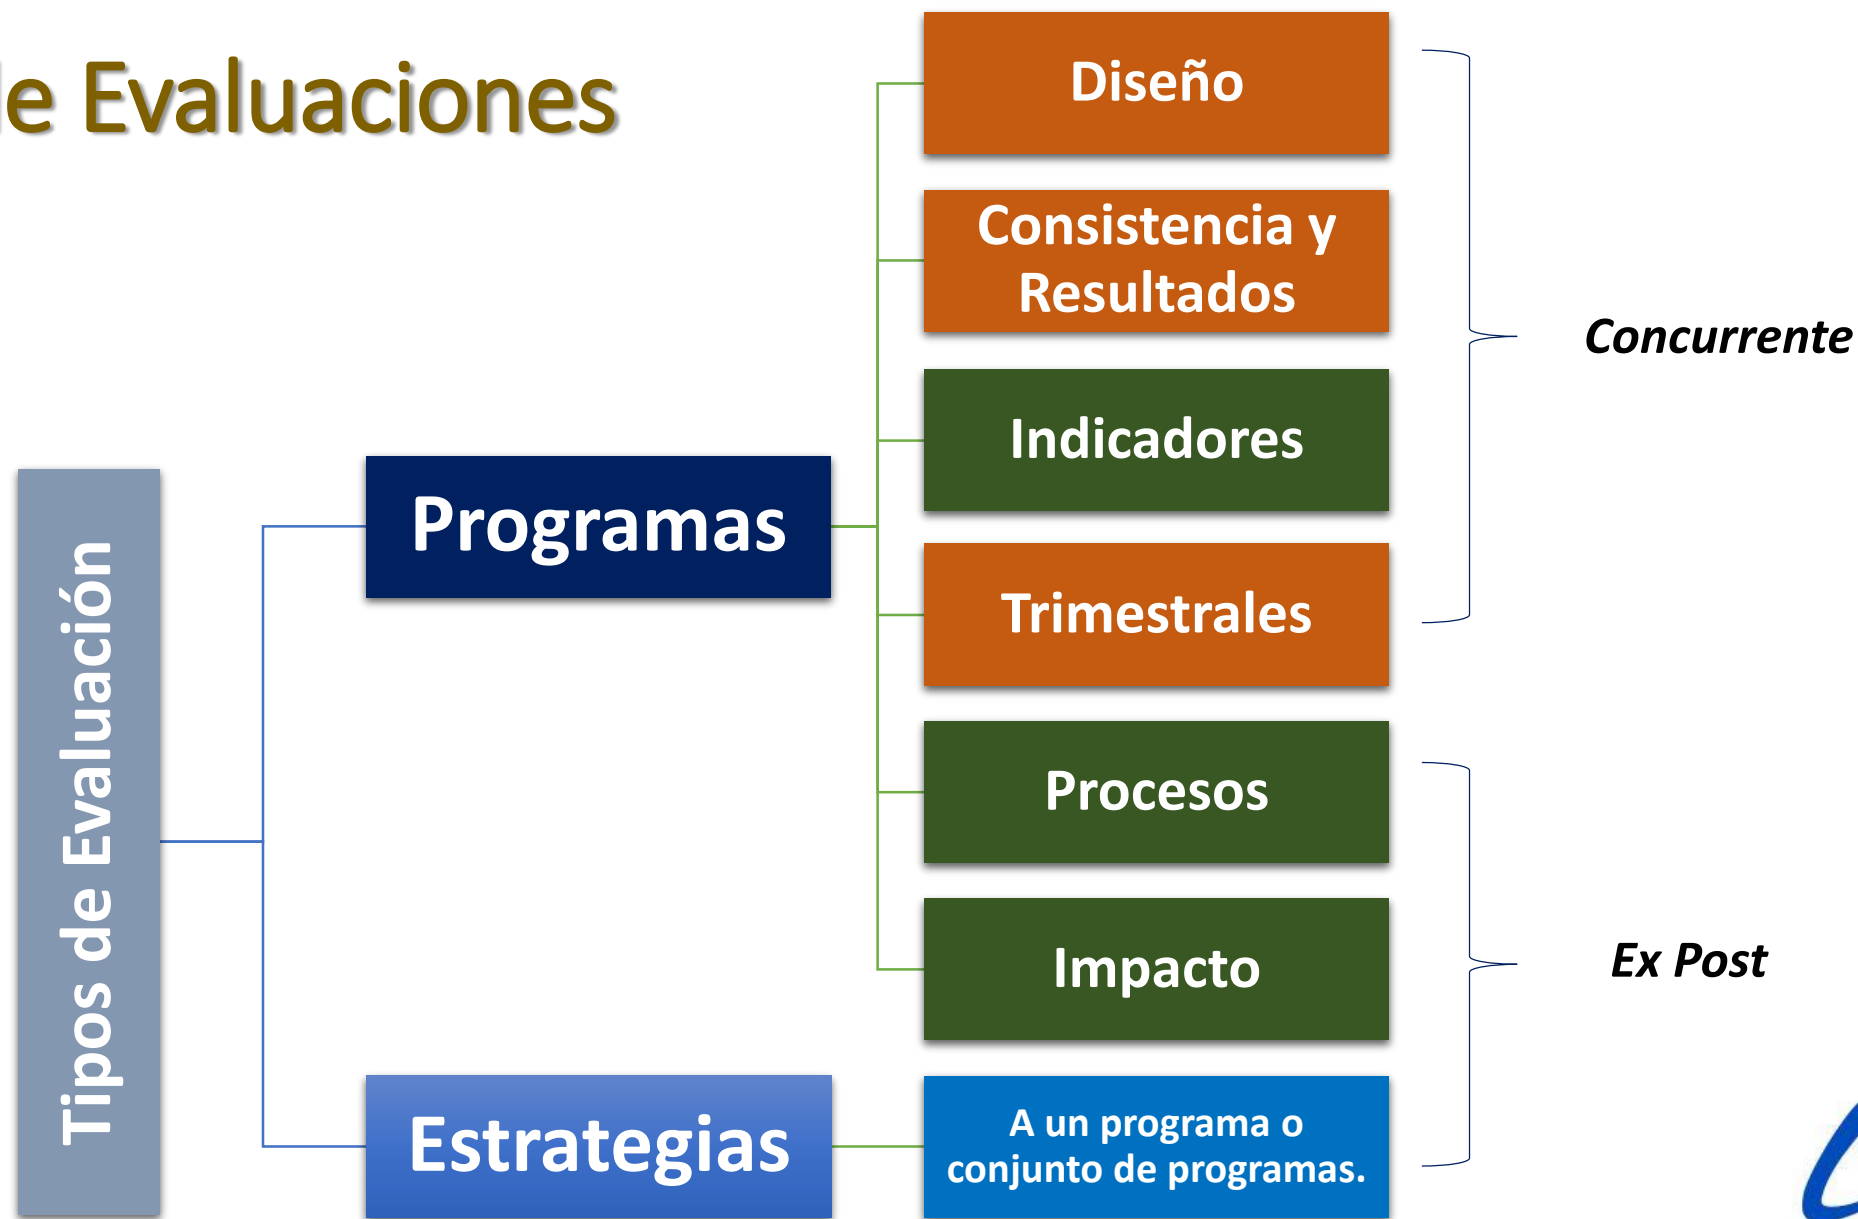 de Evaluaciones
Diseño
Consistencia y
Resultados
Concurrente
Indicadores
Programas
Trimestrales
Tipos de Evaluación
Procesos
Impacto
Ex Post
Estrategias
A un programa o
conjunto de programas.